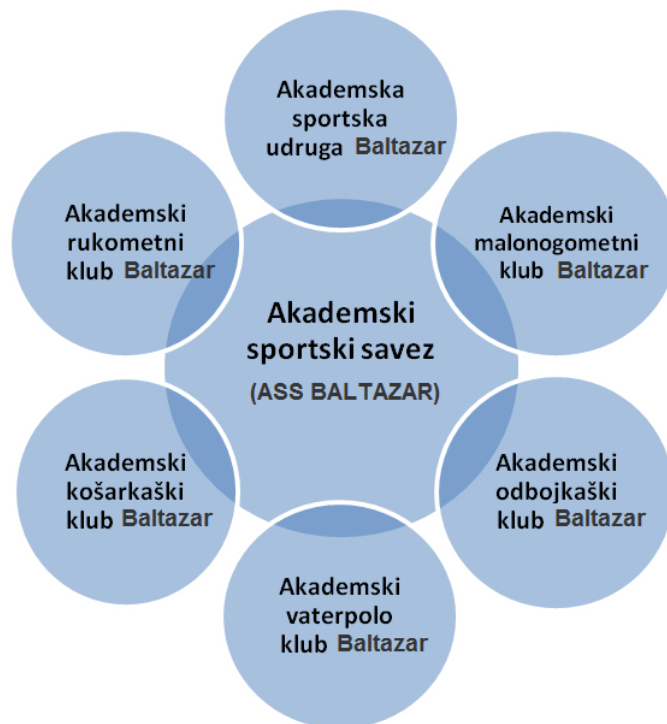 Akademska
sportska
udruga Baltazar
Akademski
rukometni
klub Baltazar
Akademski
malonogometni
klub Baltazar
Akademski
sportski savez
(ASS BALTAZAR)
Akademski
košarkaški
klub Baltazar
Akademski
odbojkaški
klub Baltazar
Akademski
vaterpolo
klub Baltazar